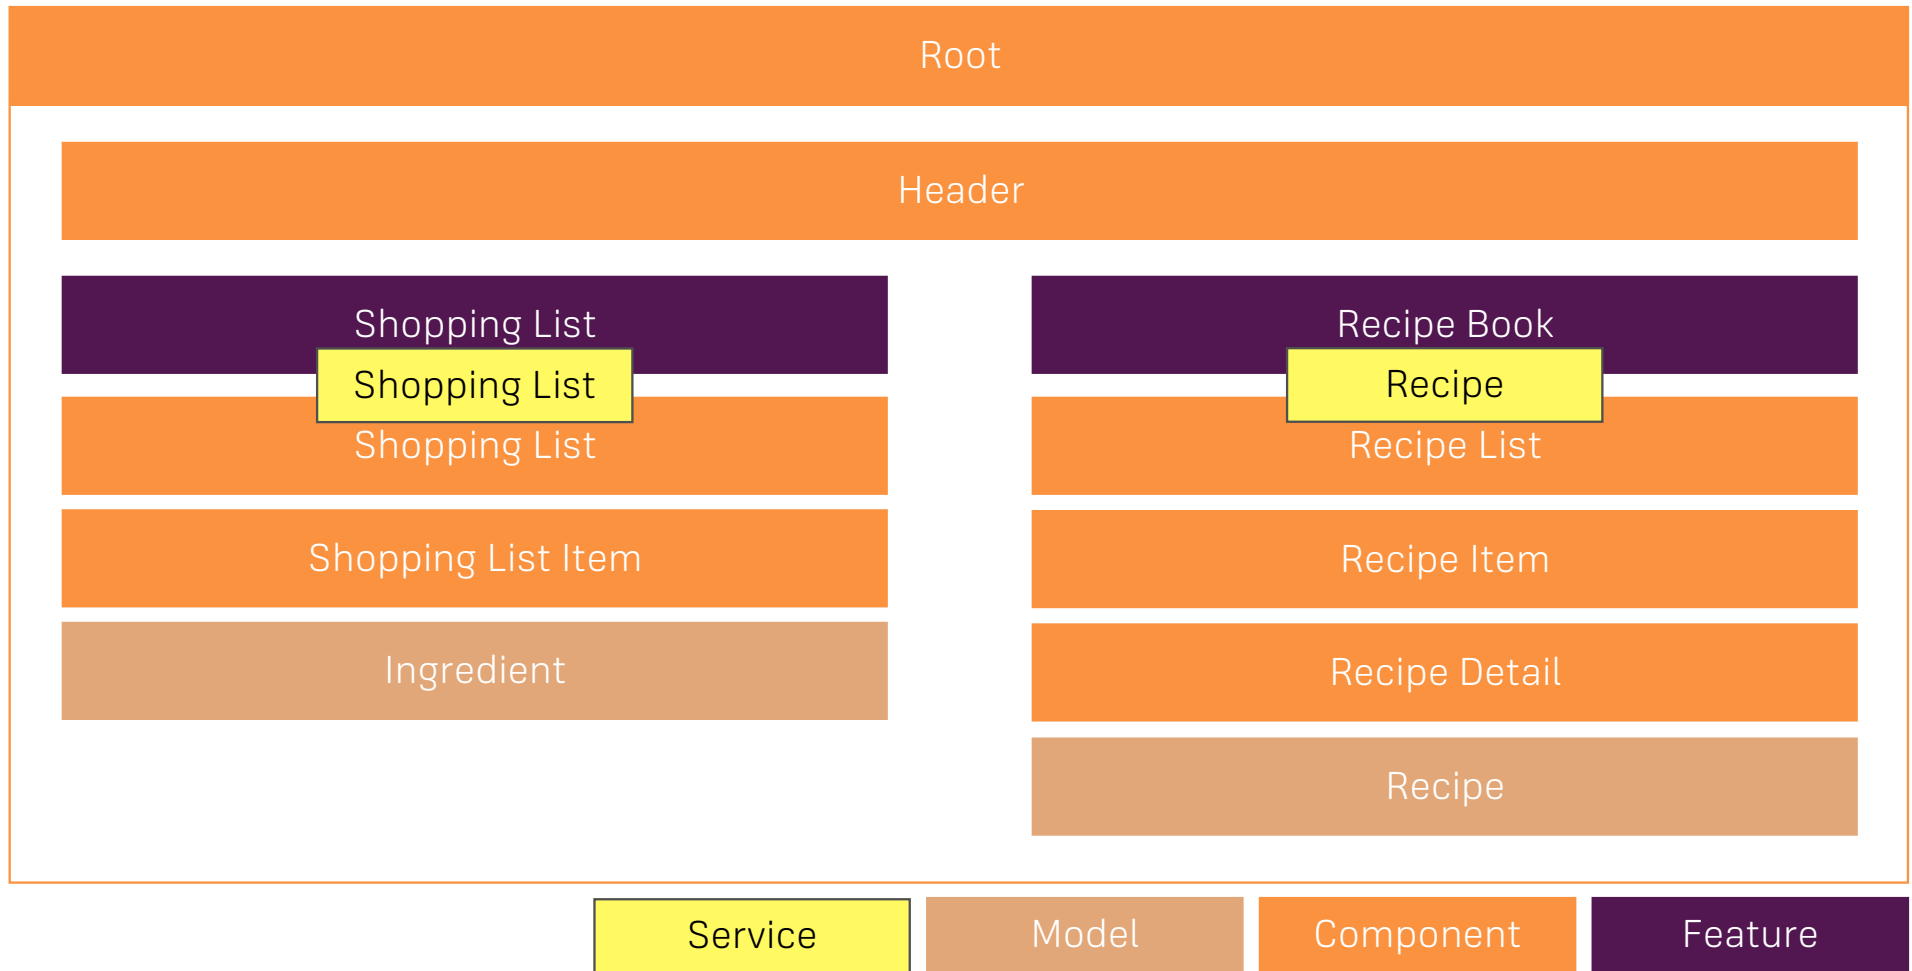 Root
Header
Shopping List
Shopping List
Shopping List
Shopping List Item
Ingredient
Recipe Book
Recipe
Recipe List
Recipe Item
Recipe Detail
Recipe
Service
Model
Component
Feature